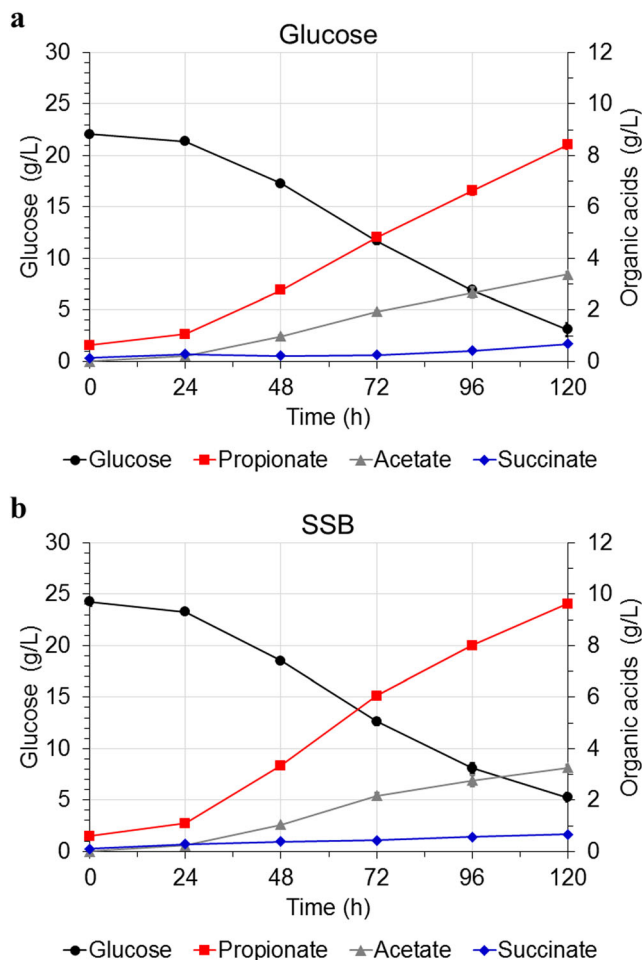 a
Glucose
30
25
20
15
10
5
0
Glucose (g/L)
12
10
8
6
4
2
0
Organic acids (g/L)
0 24 48 72 96 120
Time (h)
Glucose Propionate Acetate Succinate
b
SSB
30
25
20
15
10
5
0
Glucose (g/L)
12
10
8
6
4
2
0
Organic acids (g/L)
0 24 48 72 96 120
Time (h)
Glucose Propionate Acetate Succinate